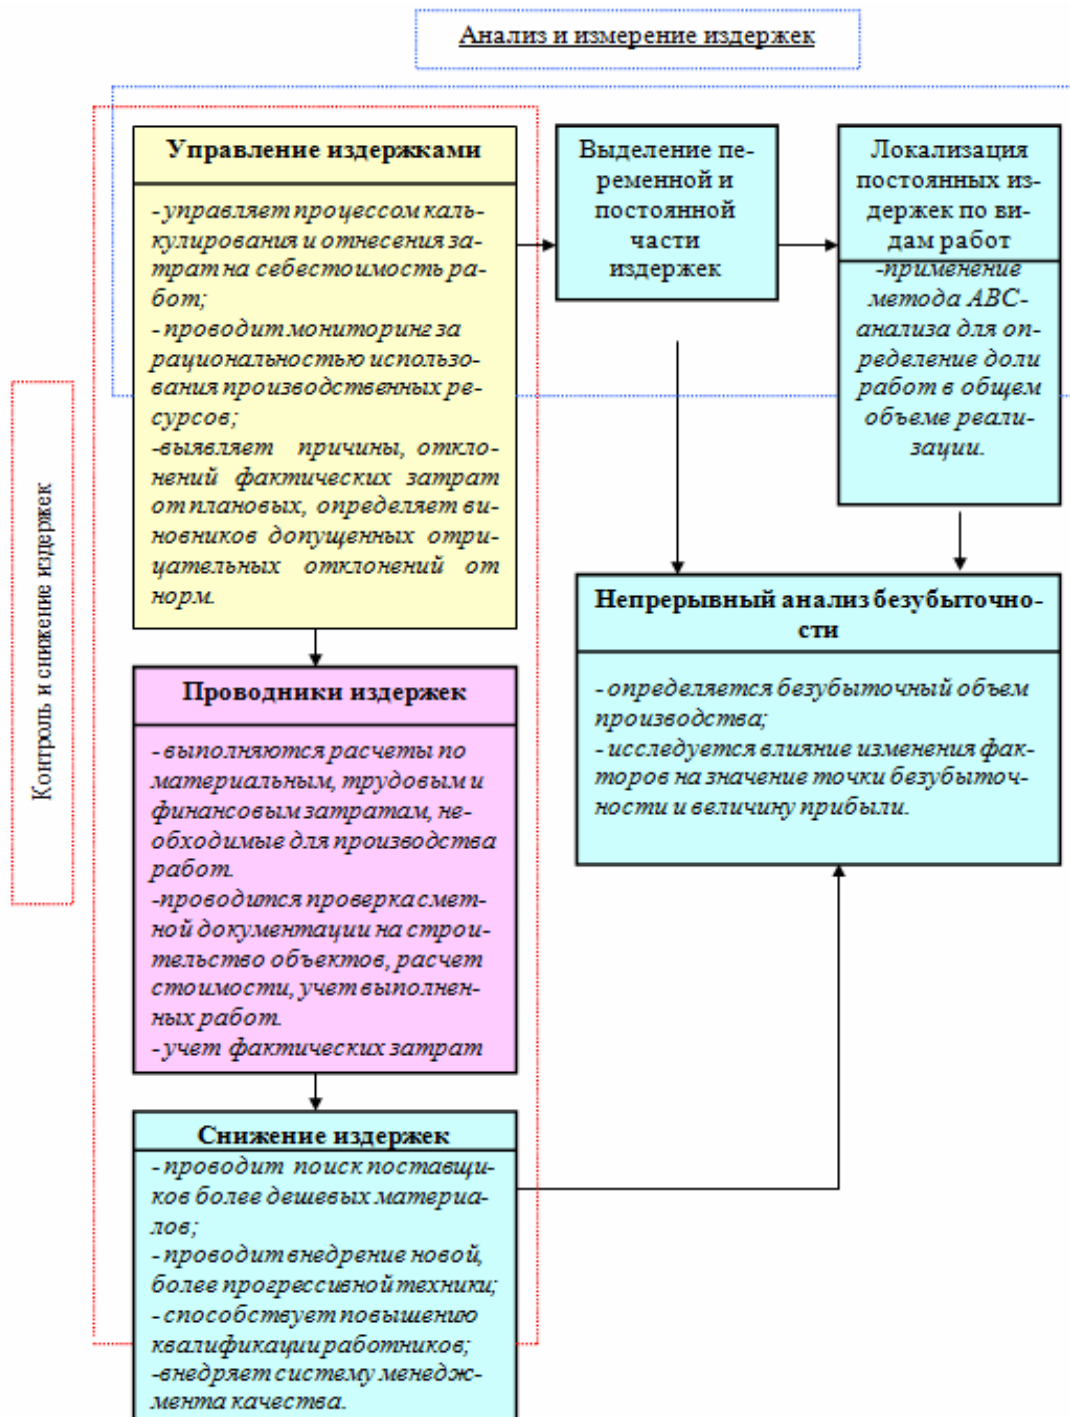 Анализ и измерение издержек
Управление издержками
- управляет процессом каль-
кулирования и отнесения за-
трат на себестоимость ра-
бот;
- проводит мониторинг за
рациональностью использо-
вания производственных ре-
сурсов;
-выявляет причины, откло-
нений фактических затрат
от плановых, определяет ви-
новников допущенных отри-
цательных отклонений от
норм.
Выделение пе-
ременной и
постоянной
части
издержек
Локализация
постоянных из-
держек по ви-
дам работ
-применение
метода АВС-
анализа для оп-
ределение доли
работ в общем
объеме реали-
зации.
Контроль и снижение издержек
Непрерывный анализ безубыточно-
сти
- определяется безубыточный объем
производства;
- исследуется влияние изменения фак-
торов на значение точки безубыточ-
ности и величину прибыли.
Проводники издержек
- выполняются расчеты по
материальным, трудовым и
финансовым затратам, не-
обходимые для производства
работ.
-проводится проверка смет-
ной документации на строи-
тельство объектов, расчет
стоимости, учет выполнен-
ных работ.
- учет фактических затрат
Снижение издержек
- проводит поиск поставщи-
ков более дешевых материа-
лов;
- проводит внедрение новой,
более прогрессивной техники;
- способствует повышению
квалификации работников;
-внедряет систему менедж-
мента качества.